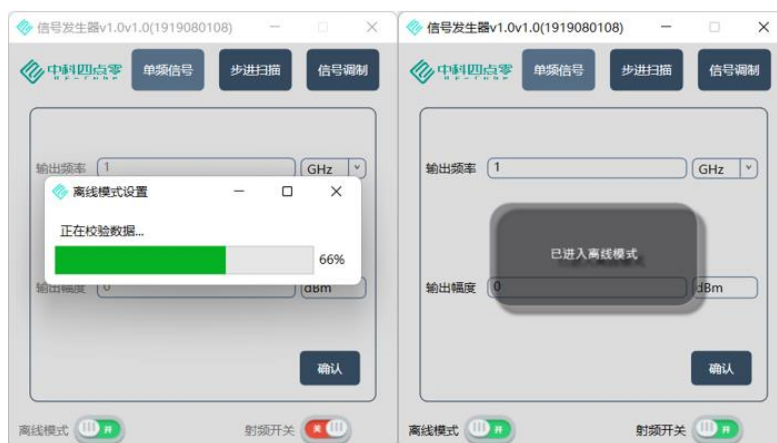 信号发生器v1.0v1.0(1919080108)
中科四点零
单频信号
步进扫描
信号调制
输出频率
1
GHz
离线模式设置
正在校验数据...
66%
输出幅度
0
dBm
确认
离线模式
开
射频开关
关
信号发生器v1.0v1.0(1919080108)
中科四点零
单频信号
步进扫描
信号调制
输出频率
1
GHz
已进入离线模式
输出幅度
0
dBm
确认
离线模式
开
射频开关
开